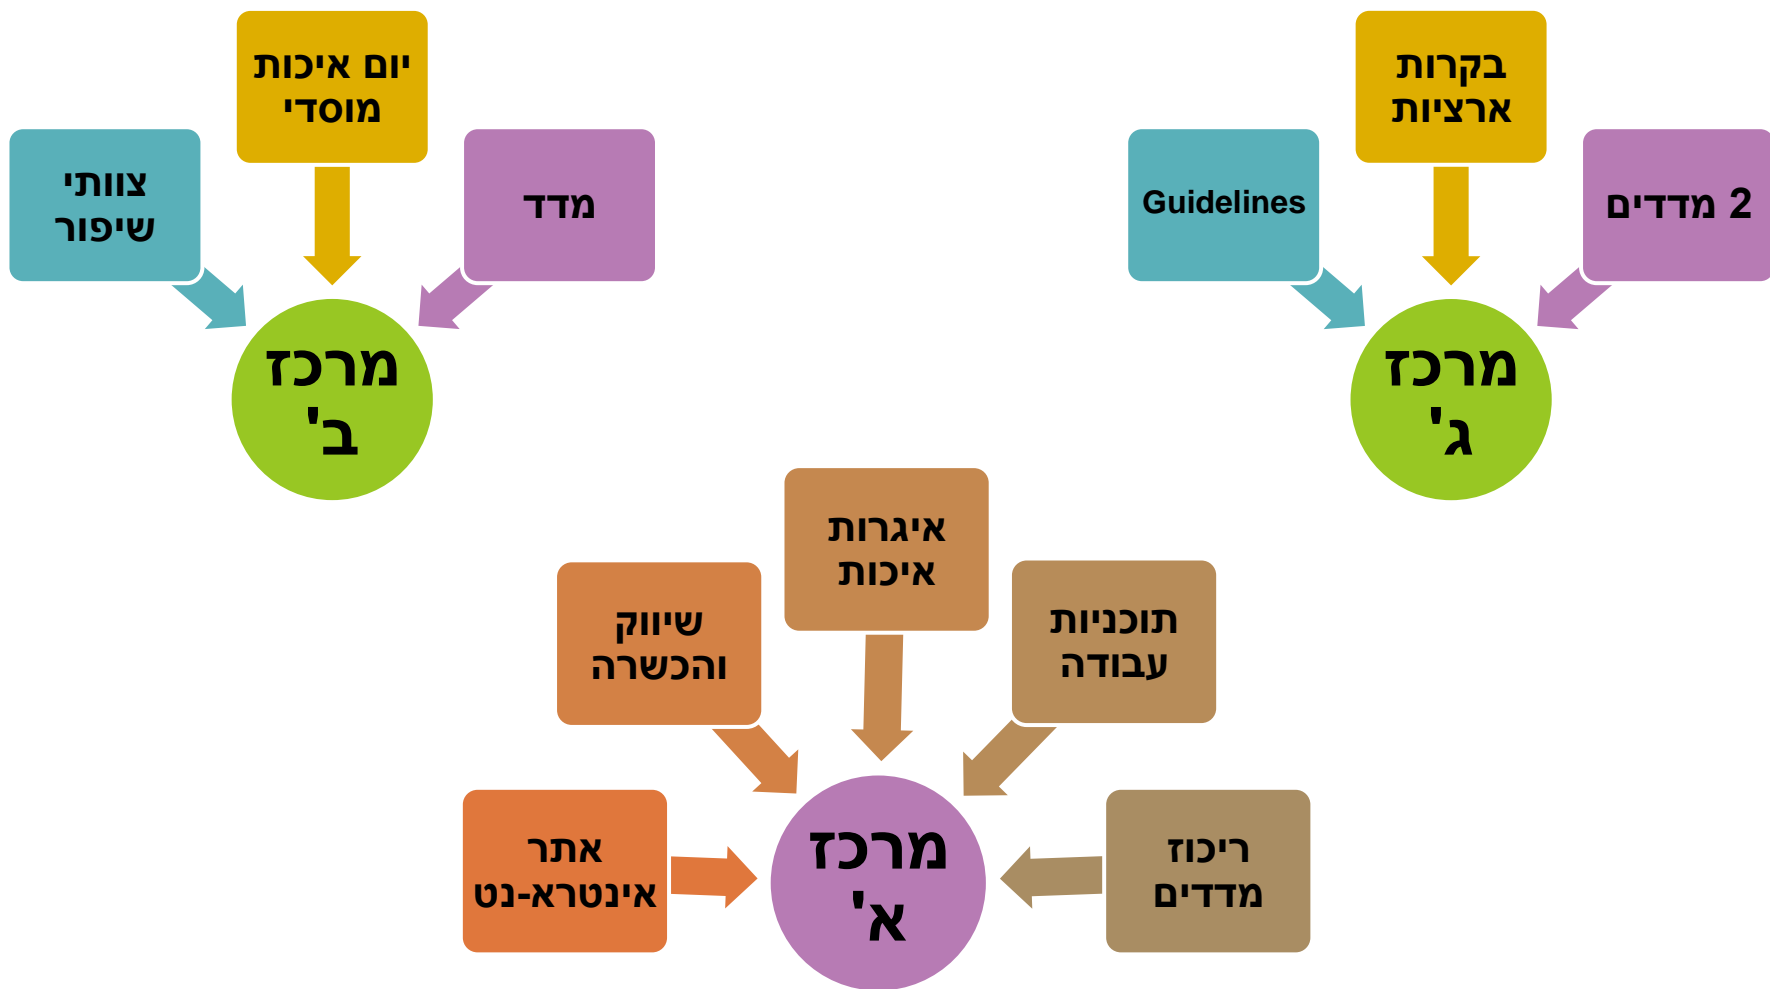 בקרות
ארציות
Guidelines
2 מדדים
מרכז
ג'
יום איכות
מוסדי
צוותי
שיפור
מדד
מרכז
ב'
איגרות
איכות
תוכניות
עבודה
שיווק
והכשרה
ריכוז
מדדים
אתר
אינטרא-נט
מרכז
א'